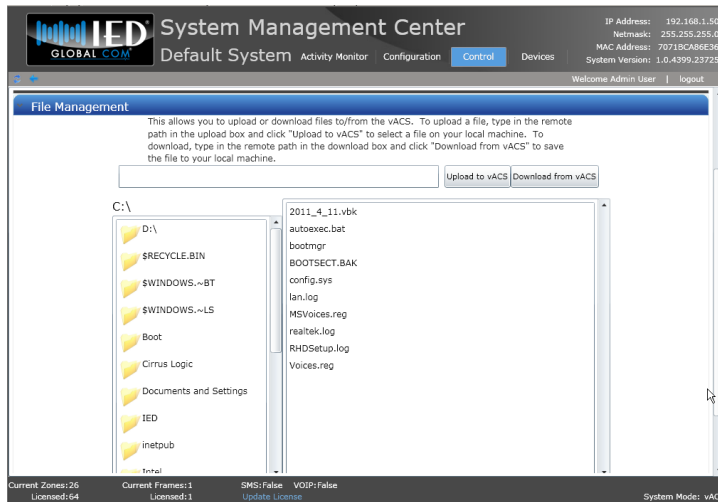 IED
GLOBAL COM
System Management Center
Default System
Activity Monitor Configuration Control Devices
IP Address: 192.168.1.50
Netmask: 255.255.255.0
MAC Address: 7071BCA86E36
System Version: 1.0.4399.23725
Welcome Admin User | logout
File Management
This allows you to upload or download files to/from the vACS. To upload a file, type in the remote
path in the upload box and click "Upload to vACS" to select a file on your local machine. To
download, type in the remote path in the download box and click "Download from vACS" to save
the file to your local machine.
Upload to vACS Download from vACS
C:\
D:\
$RECYCLE.BIN
$WINDOWS.~BT
$WINDOWS.~LS
Boot
Cirrus Logic
Documents and Settings
IED
inetpub
Intel
2011_4_11.vbk
autoexec.bat
bootmgr
BOOTSECT.BAK
config.sys
lan.log
MSVoices.reg
realtek.log
RHDSetup.log
Voices.reg
Current Zones:26 Current Frames:1 SMS:False VOIP:False
Licensed:64 Licensed:1 Update License
System Mode: vAC